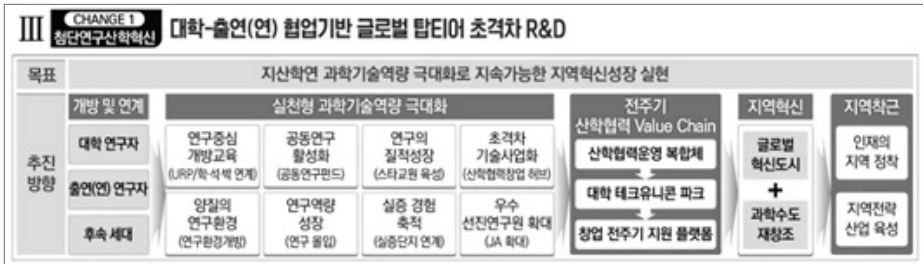 III CHANGE 1 첨단연구산학혁신 대학-출연(연) 협업기반 글로벌 탑티어 초격차 R&D
목표 지산학연 과학기술역량 극대화로 지속가능한 지역혁신성장 실현
추진
방향
개방 및 연계
대학 연구자
출연(연) 연구자
후속 세대
실천형 과학기술역량 극대화
연구중심
개방교육
(URP/학·석·박 연계)
공동연구
활성화
(공동연구펀드)
연구의
질적성장
(스타교원 육성)
초격차
기술사업화
(산학협력창업 허브)
양질의
연구환경
(연구환경개방)
연구역량
성장
(연구 몰입)
실증 경험
축적
(실증단지 연계)
우수
선진연구원 확대
(JA 확대)
전주기
산학협력 Value Chain
산학협력운영 복합체
대학 테크유니콘 파크
창업 전주기 지원 플랫폼
지역혁신
글로벌
혁신도시
+
과학수도
재창조
지역착근
인재의
지역 정착
지역전략
산업 육성